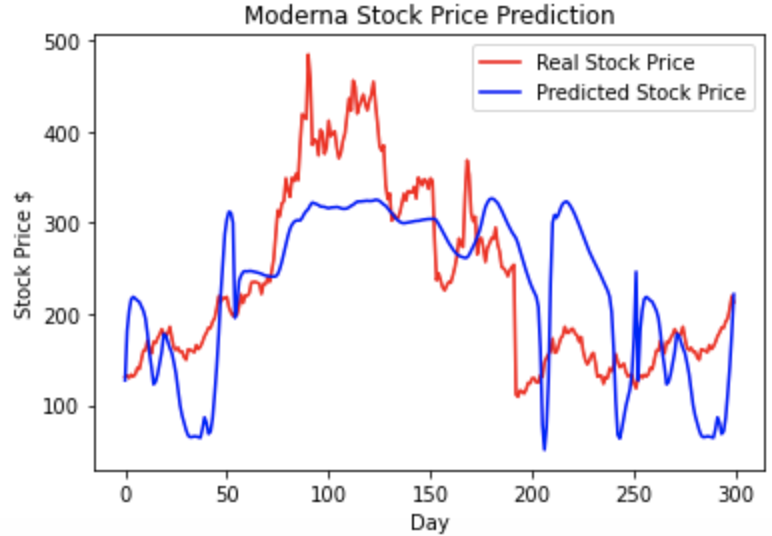 Moderna Stock Price Prediction
Real Stock Price
Predicted Stock Price
Stock Price $
500
400
300
200
100
0
50
100
150
200
250
300
Day